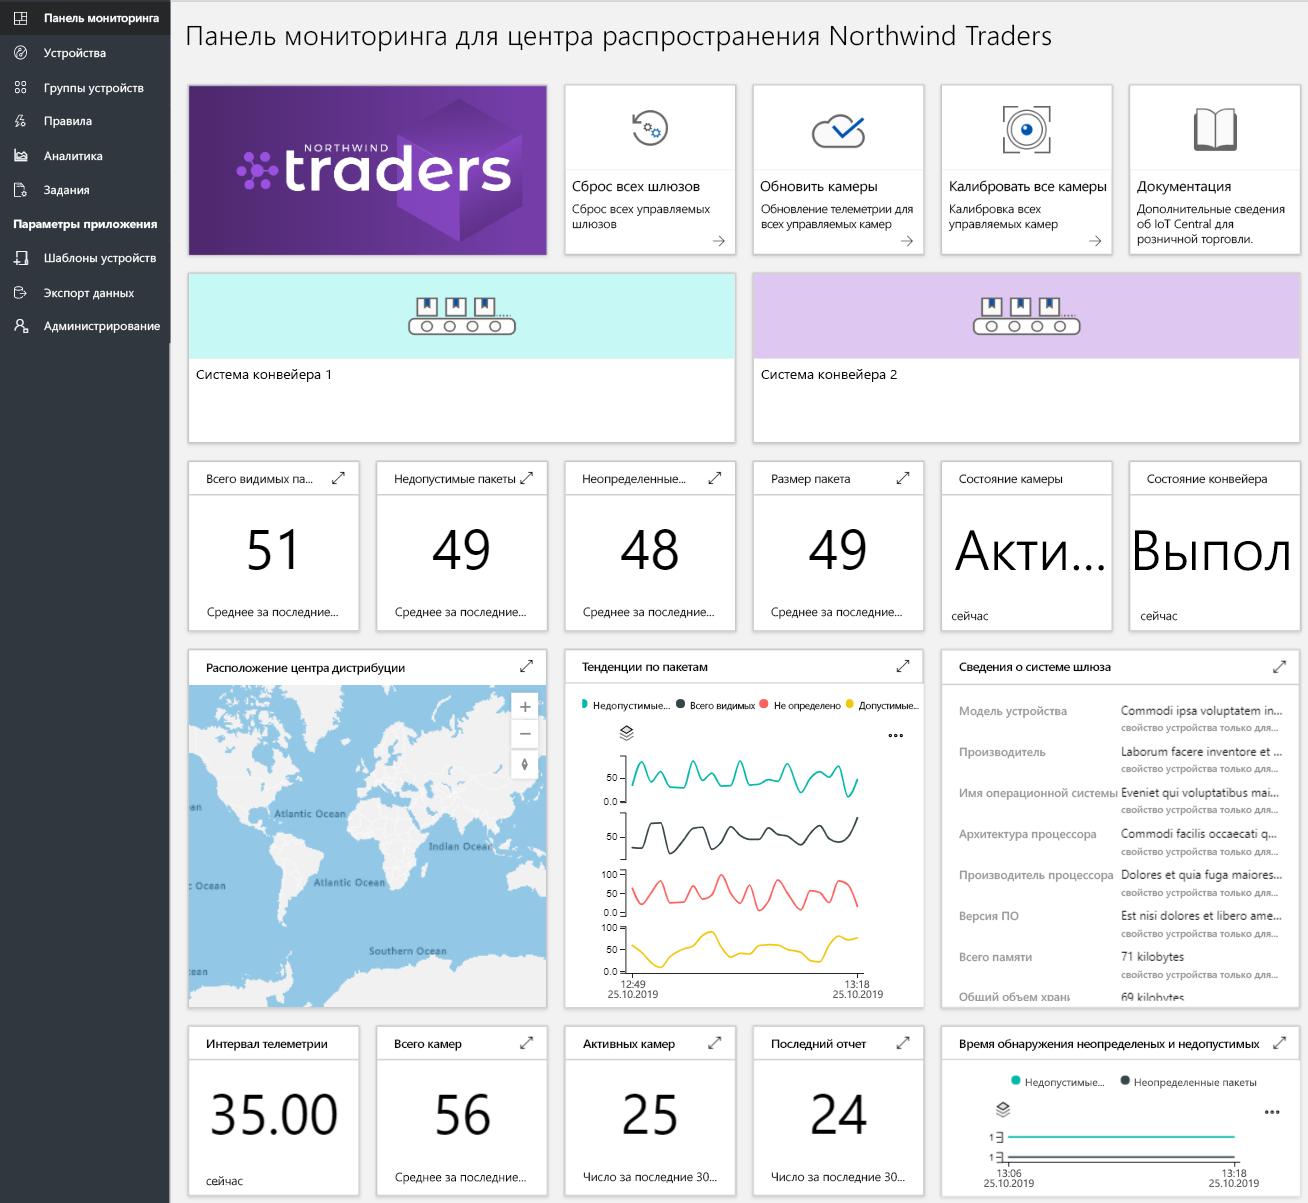 Панель мониторинга
Устройства
Группы устройств
Правила
Аналитика
Задания
Параметры приложения
Шаблоны устройств
Экспорт данных
Администрирование
Панель мониторинга для центра распространения Northwind Traders
NORTHWIND
traders
Сброс всех шлюзов
Сброс всех управляемых
шлюзов
Обновить камеры
Обновление телеметрии для
всех управляемых камер
Калибровать все камеры
Калибровка всех
управляемых камер
Документация
Дополнительные сведения
об IoT Central для
розничной торговли.
Система конвейера 1
Система конвейера 2
Всего видимых па...
51
Среднее за последние...
Недопустимые пакеты
49
Среднее за последние...
Неопределенные...
48
Среднее за последние...
Размер пакета
49
Среднее за последние...
Состояние камеры
Акти...
сейчас
Состояние конвейера
Выпол
сейчас
Расположение центра дистрибуции
Atlantic Ocean
Indian Ocean
Atlantic Ocean
Ocean
Southern Ocean
Тенденции по пакетам
Недопустимые... Всего видимых Не определено Допустимые...
50
0.0
50
100
50
0.0
100
50
0.0
12:49 13:18
25.10.2019 25.10.2019
Сведения о системе шлюза
Модель устройства Commodi ipsa voluptatem in...
свойство устройства только для...
Производитель Laborum facere inventore et ...
свойство устройства только для...
Имя операционной системы Eveniet qui voluptatibus mai...
свойство устройства только для...
Архитектура процессора Commodi facilis occaecati q...
свойство устройства только для...
Производитель процессора Dolores et quia fuga maiores...
свойство устройства только для...
Версия ПО Est nisi dolores et libero ame...
свойство устройства только для...
Всего памяти 71 kilobytes
свойство устройства только для...
Общий объем храни 69 kilobytes
Интервал телеметрии
35.00
сейчас
Всего камер
56
Среднее за последние...
Активных камер
25
Число за последние 30...
Последний отчет
24
Число за последние 30...
Время обнаружения неопределеных и недопустимых
Недопустимые... Неопределенные пакеты
1
1
13:06 13:18
25.10.2019 25.10.2019